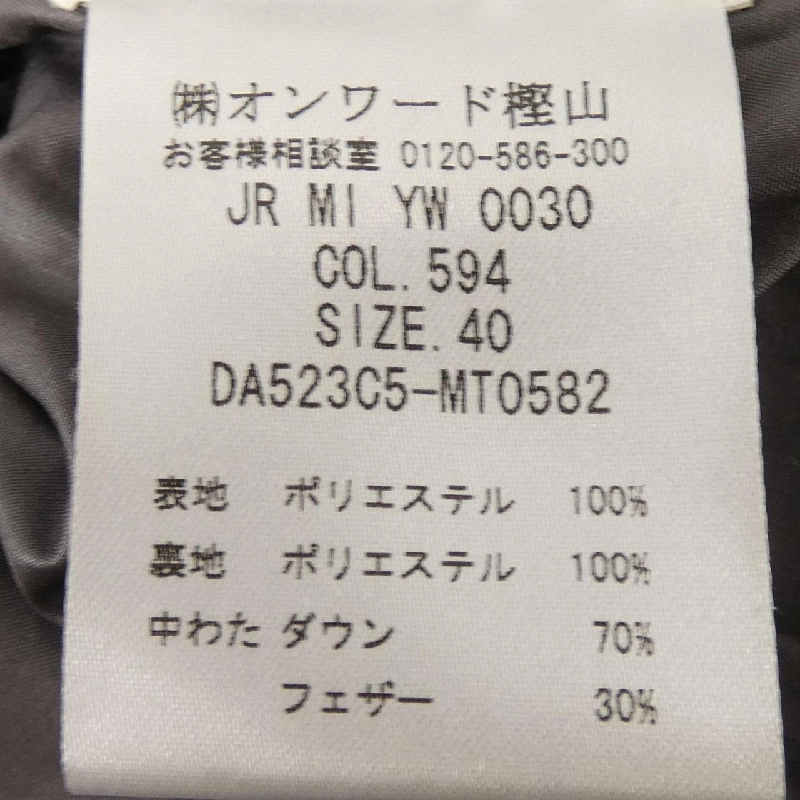 ㈱オンワード樫山
お客様相談室 0120-586-300
JR MI YW 0030
COL.594
SIZE.40
DA523C5-MT0582
表地 ポリエステル 100%
裏地 ポリエステル 100%
中わた ダウン 70%
フェザー 30%